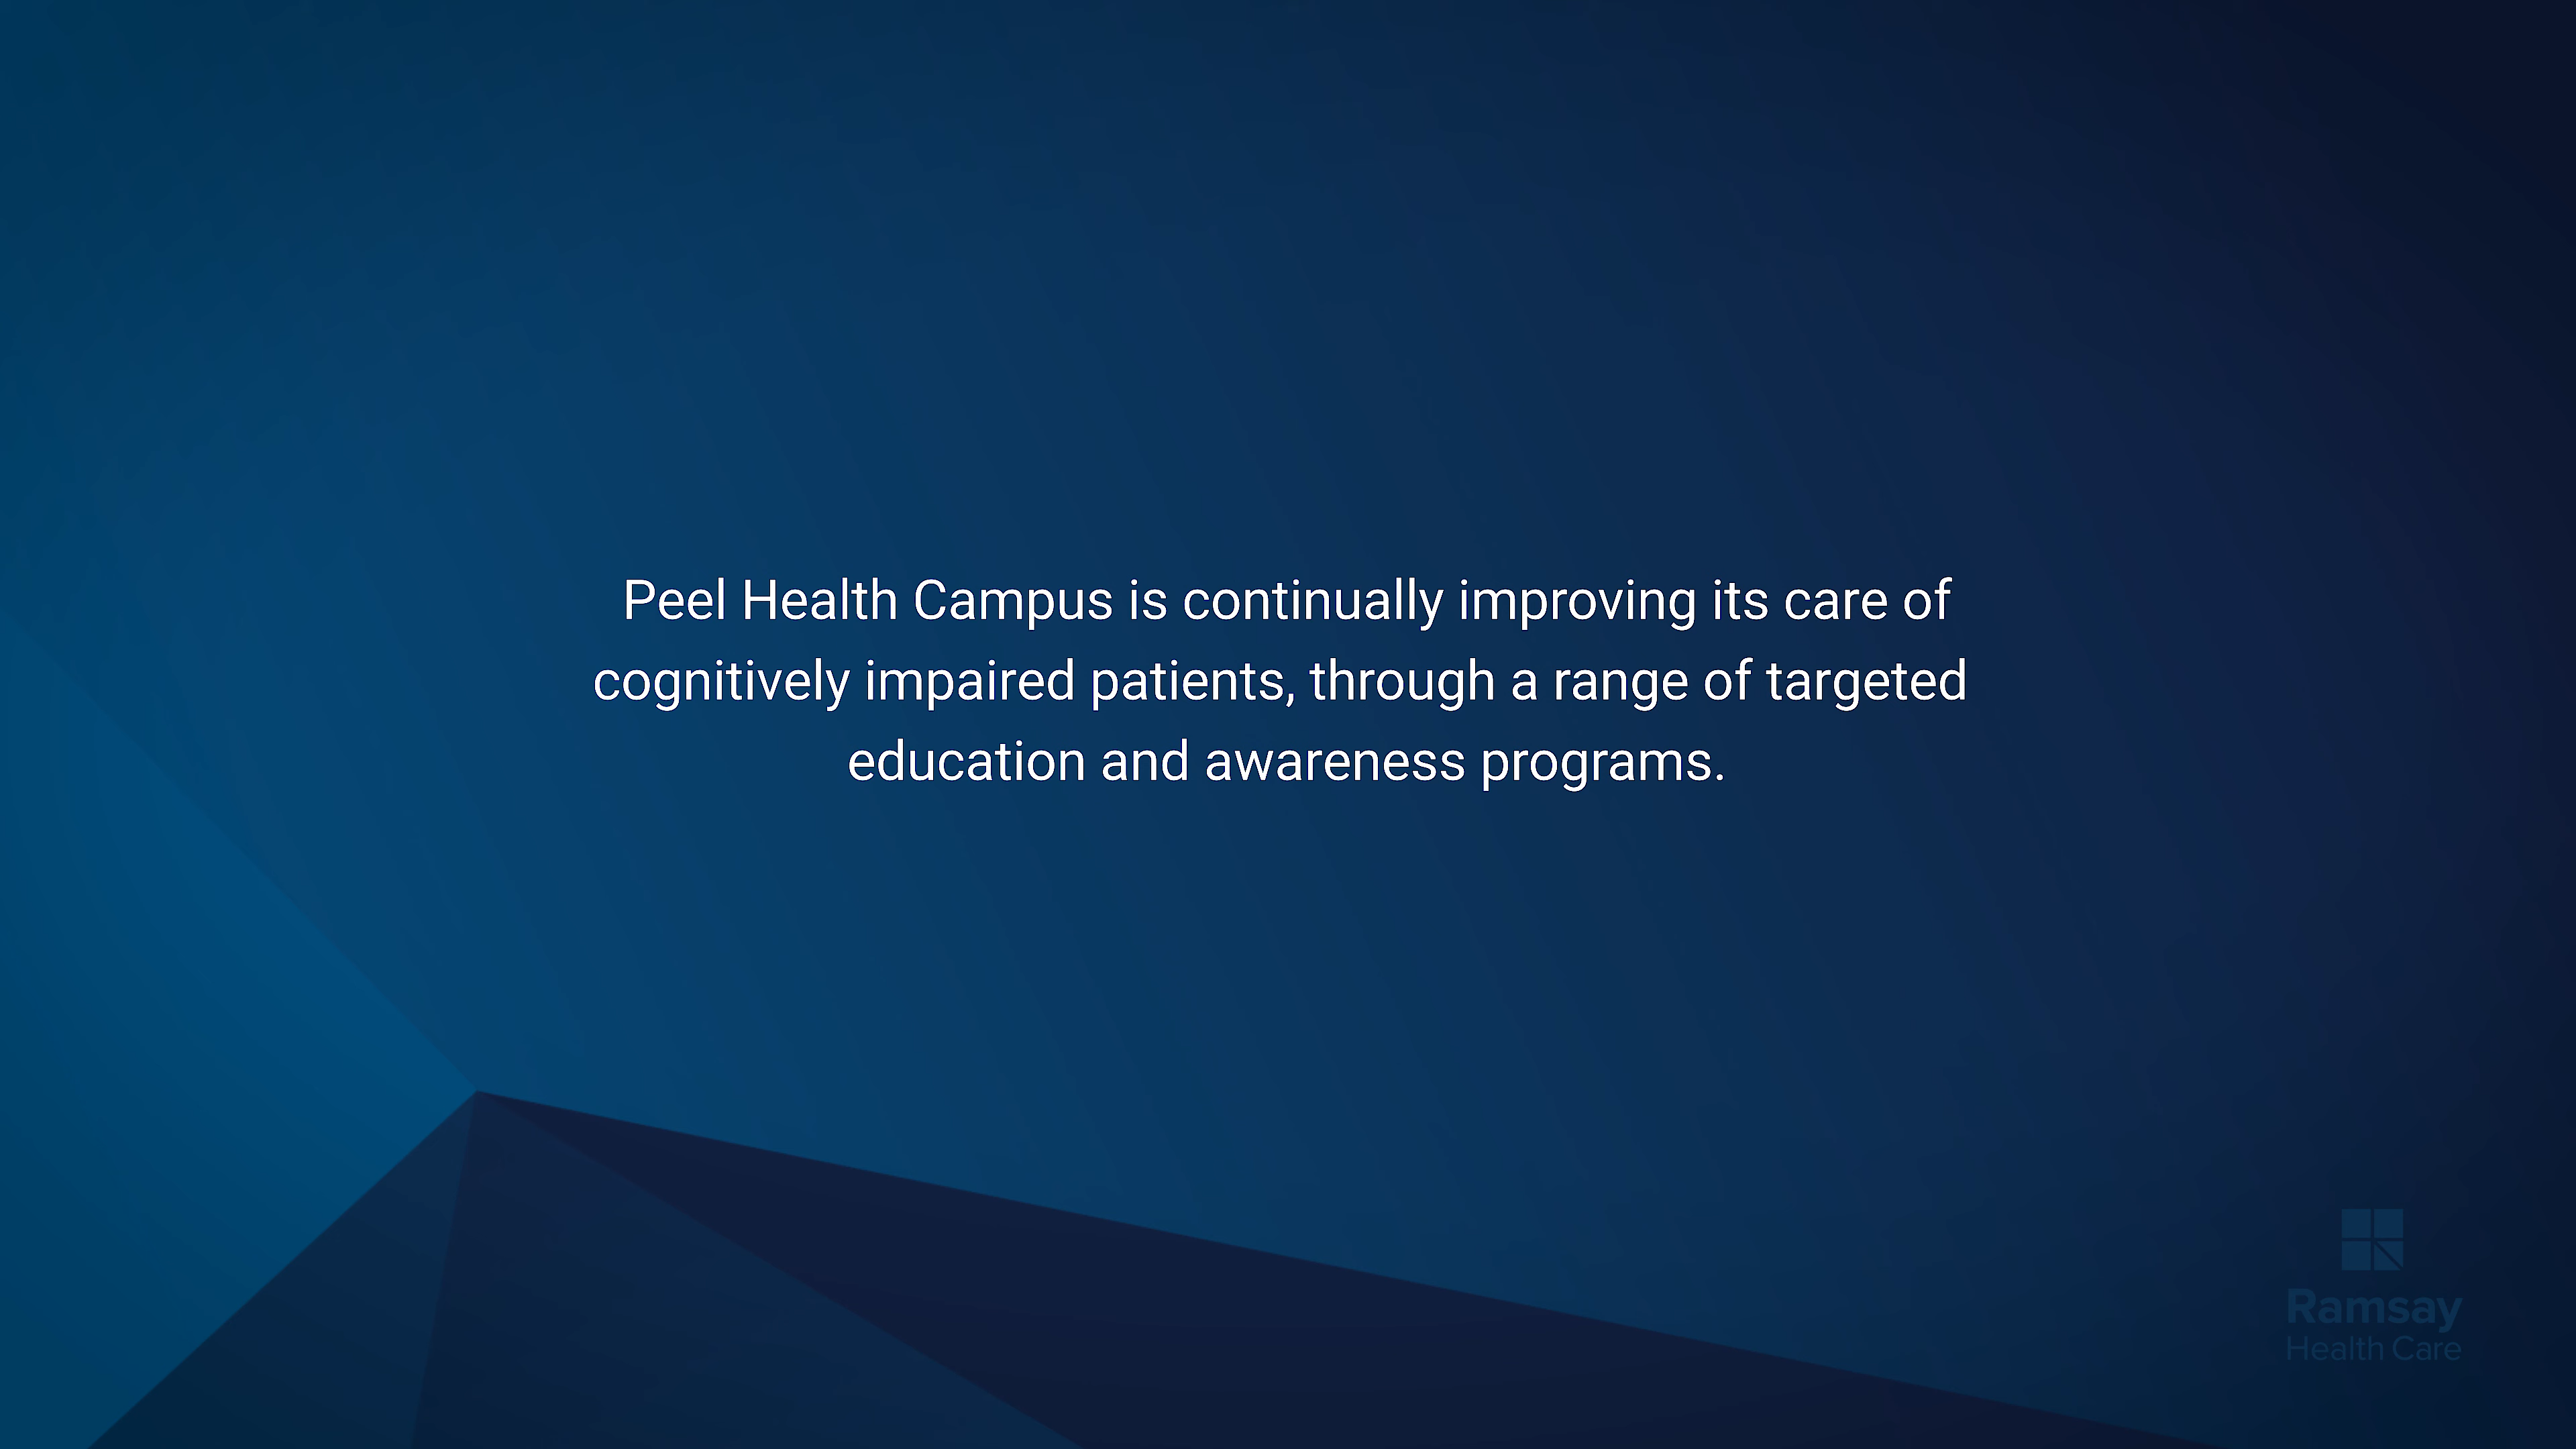 Peel Health Campus is continually improving its care of
cognitively impaired patients, through a range of targeted
education and awareness programs.
Ramsay
Health Care